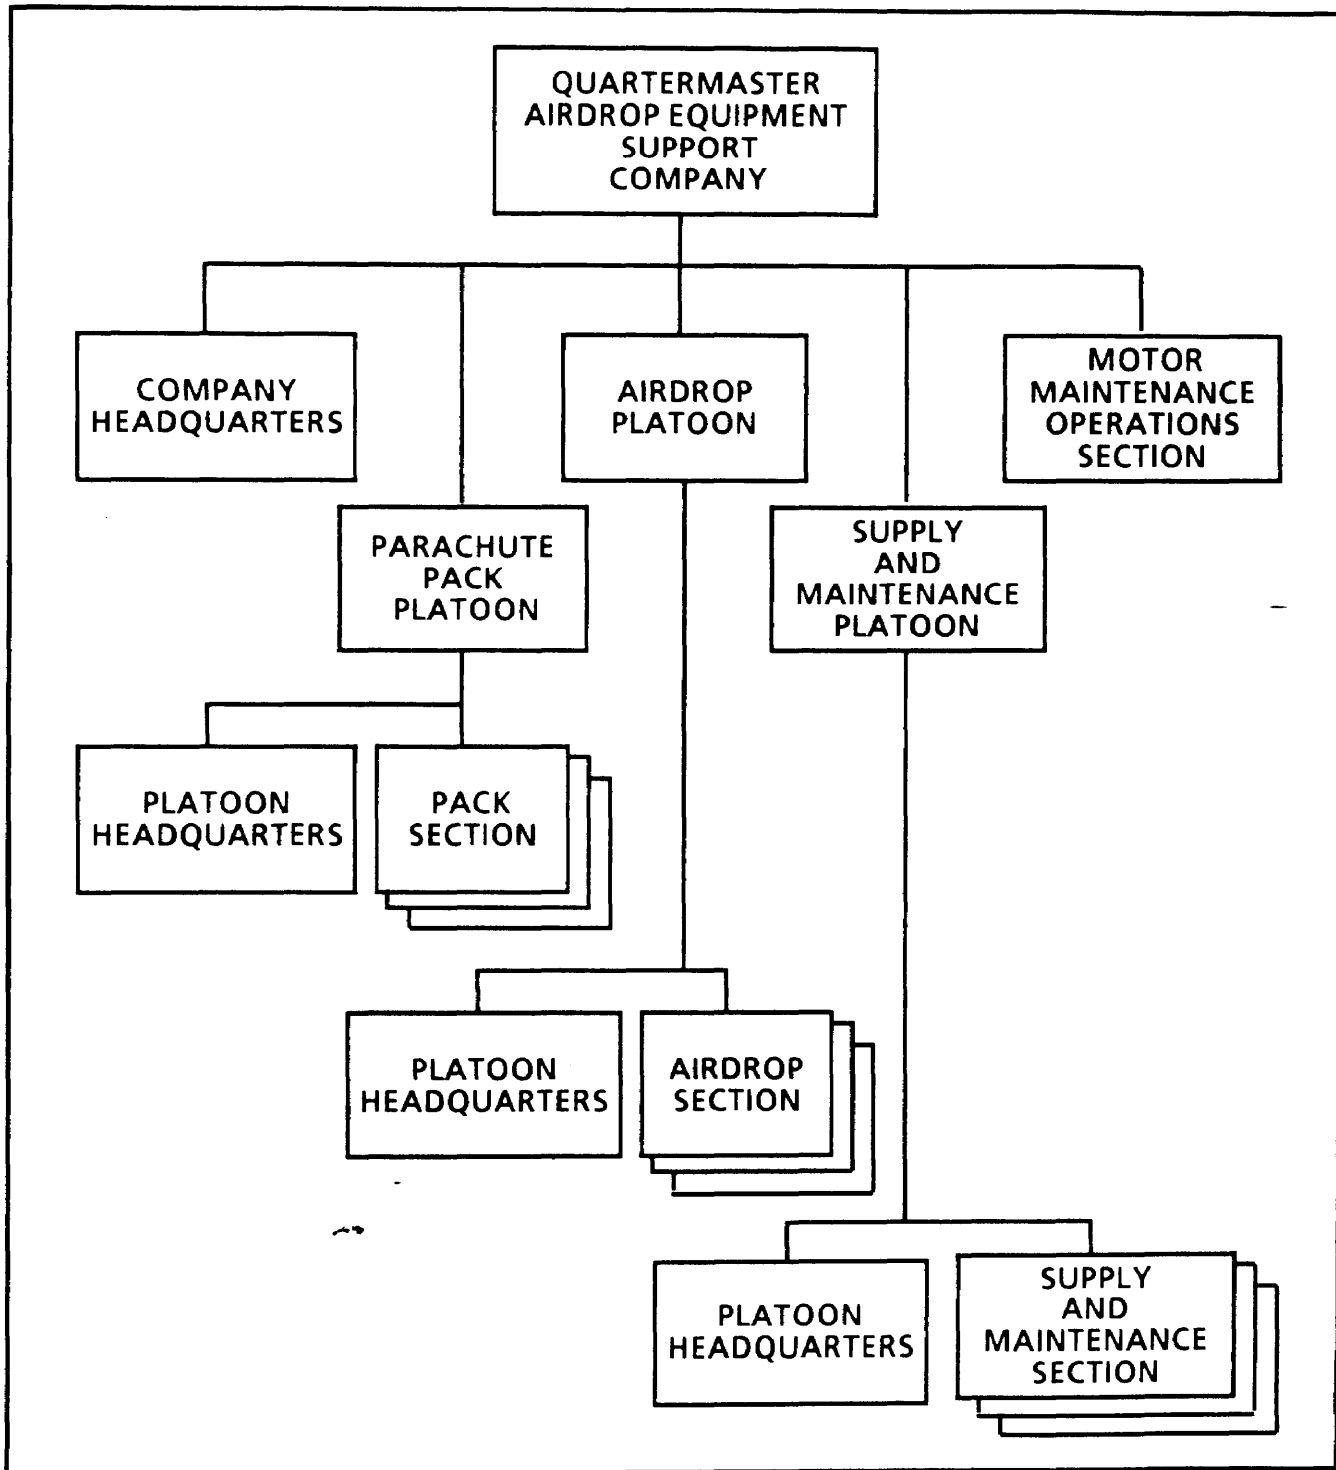 QUARTERMASTER
AIRDROP EQUIPMENT
SUPPORT
COMPANY
COMPANY
HEADQUARTERS
AIRDROP
PLATOON
MOTOR
MAINTENANCE
OPERATIONS
SECTION
PARACHUTE
PACK
PLATOON
SUPPLY
AND
MAINTENANCE
PLATOON
PLATOON
HEADQUARTERS
PACK
SECTION
PLATOON
HEADQUARTERS
AIRDROP
SECTION
PLATOON
HEADQUARTERS
SUPPLY
AND
MAINTENANCE
SECTION